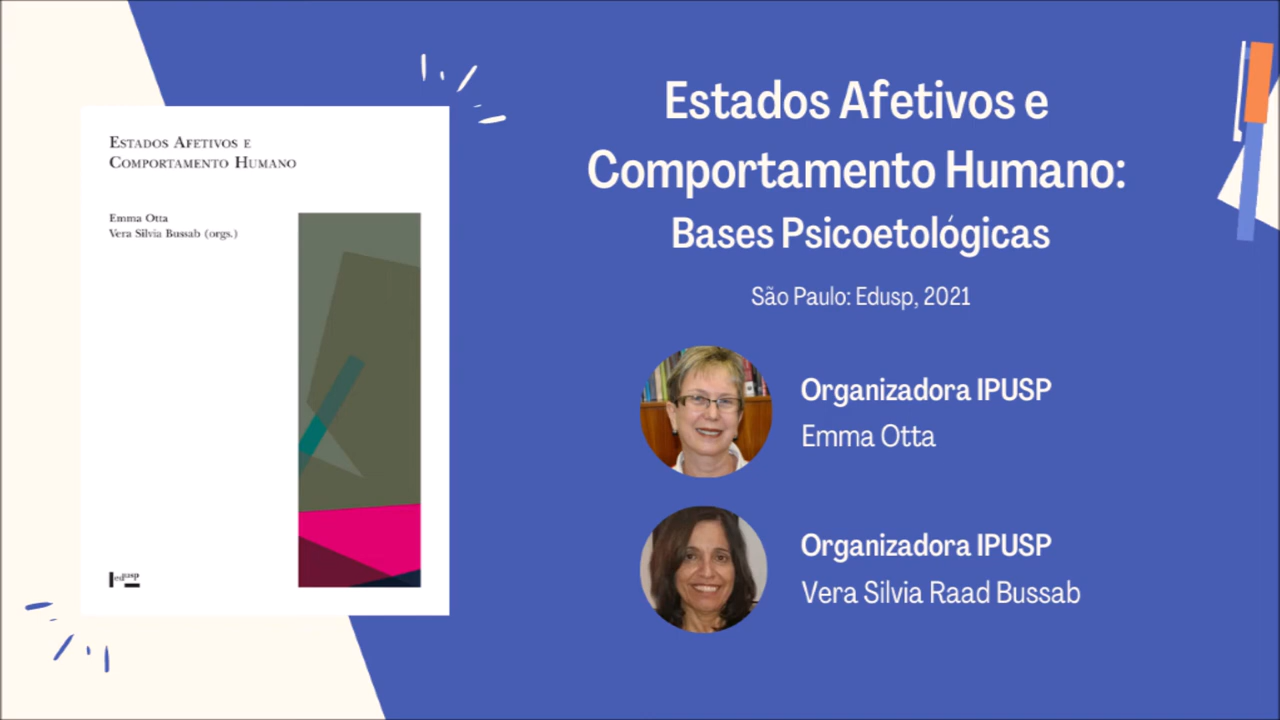 Estados Afetivos e
Comportamento Humano
Emma Otta
Vera Silvia Bussab (orgs.)
edusp
Estados Afetivos e
Comportamento Humano:
Bases Psicoetológicas
São Paulo: Edusp, 2021
Organizadora IPUSP
Emma Otta
Organizadora IPUSP
Vera Silvia Raad Bussab